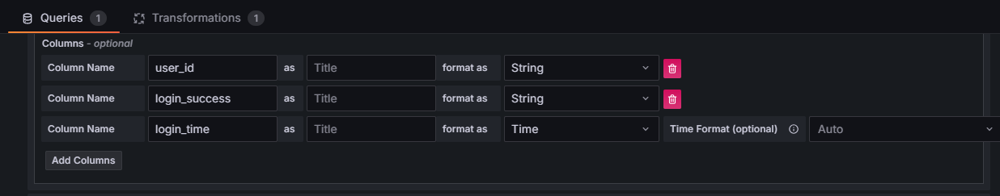 Queries 1 Transformations 1
Columns - optional
Column Name user_id as Title format as String
Column Name login_success as Title format as String
Column Name login_time as Title format as Time Time Format (optional) Auto
Add Columns